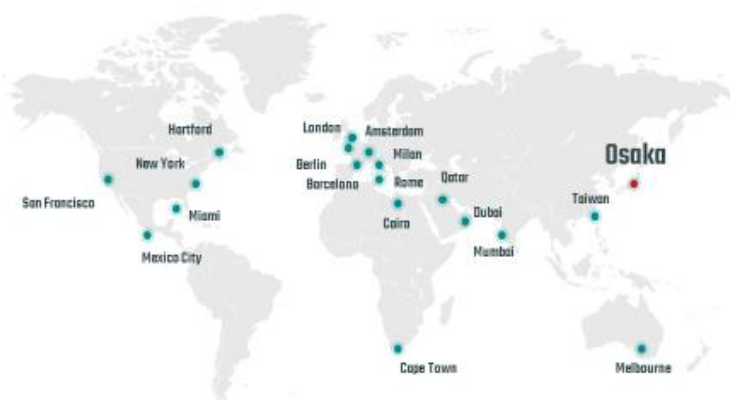 London
Amsterdam
Hartford
Osaka
Milan
New York
Berlin
Qatar
Barcelona
Rome
San Francisco
Taiwan
Dubai
Miami
Cairo
Mumbai
Mexico City
Cape Town
Melbourne